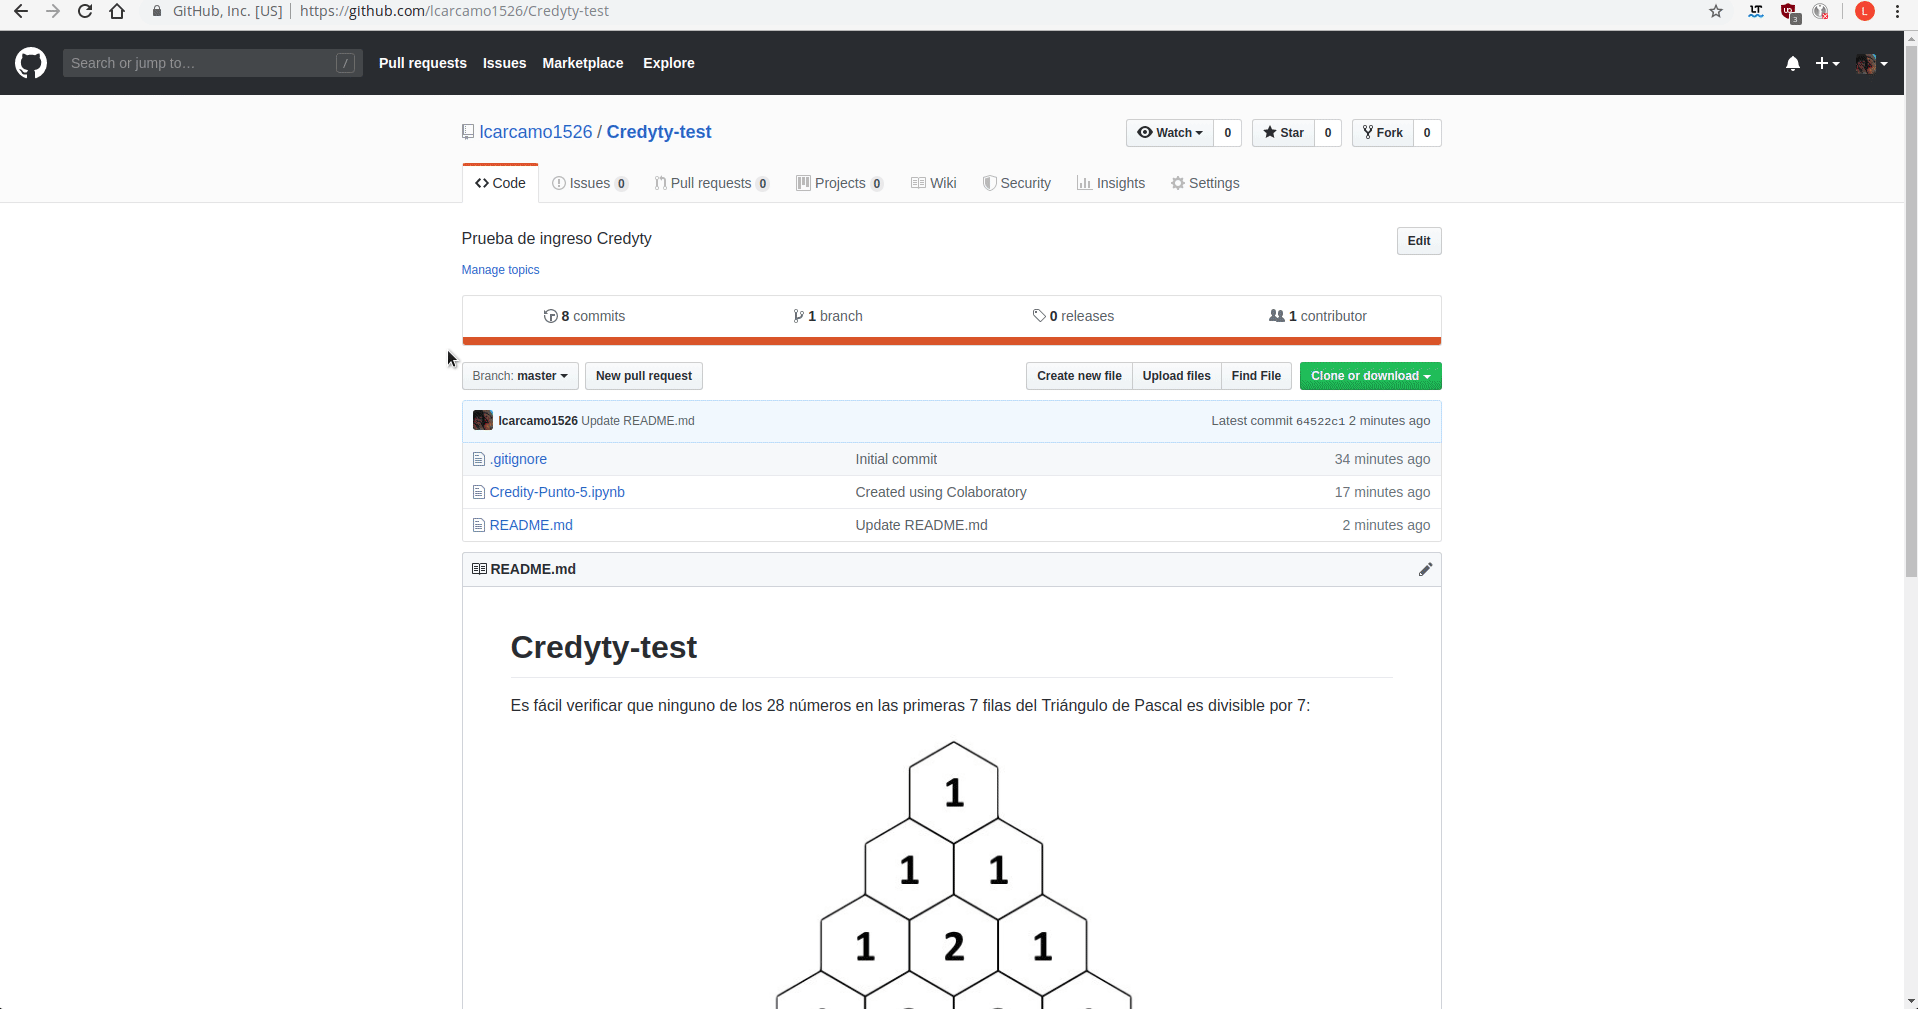 GitHub, Inc. [US] | https://github.com/lcarcamo1526/Credyty-test
LT 3 L
Search or jump to… / Pull requests Issues Marketplace Explore
lcarcamo1526 / Credyty-test Watch 0 Star 0 Fork 0
Code Issues 0 Pull requests 0 Projects 0 Wiki Security Insights Settings
Prueba de ingreso Credyty Edit
Manage topics
8 commits 1 branch 0 releases 1 contributor
Branch: master New pull request Create new file Upload files Find File Clone or download
lcarcamo1526 Update README.md Latest commit 64522c1 2 minutes ago
.gitignore Initial commit 34 minutes ago
Credity-Punto-5.ipynb Created using Colaboratory 17 minutes ago
README.md Update README.md 2 minutes ago
README.md
Credyty-test
Es fácil verificar que ninguno de los 28 números en las primeras 7 filas del Triángulo de Pascal es divisible por 7:
1
1 1
1 2 1